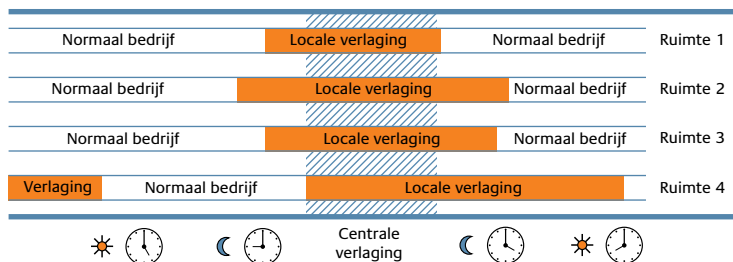 Normaal bedrijf Locale verlaging Normaal bedrijf Ruimte 1
Normaal bedrijf Locale verlaging Normaal bedrijf Ruimte 2
Normaal bedrijf Locale verlaging Normaal bedrijf Ruimte 3
Verlaging Normaal bedrijf Locale verlaging Ruimte 4
Centrale
verlaging